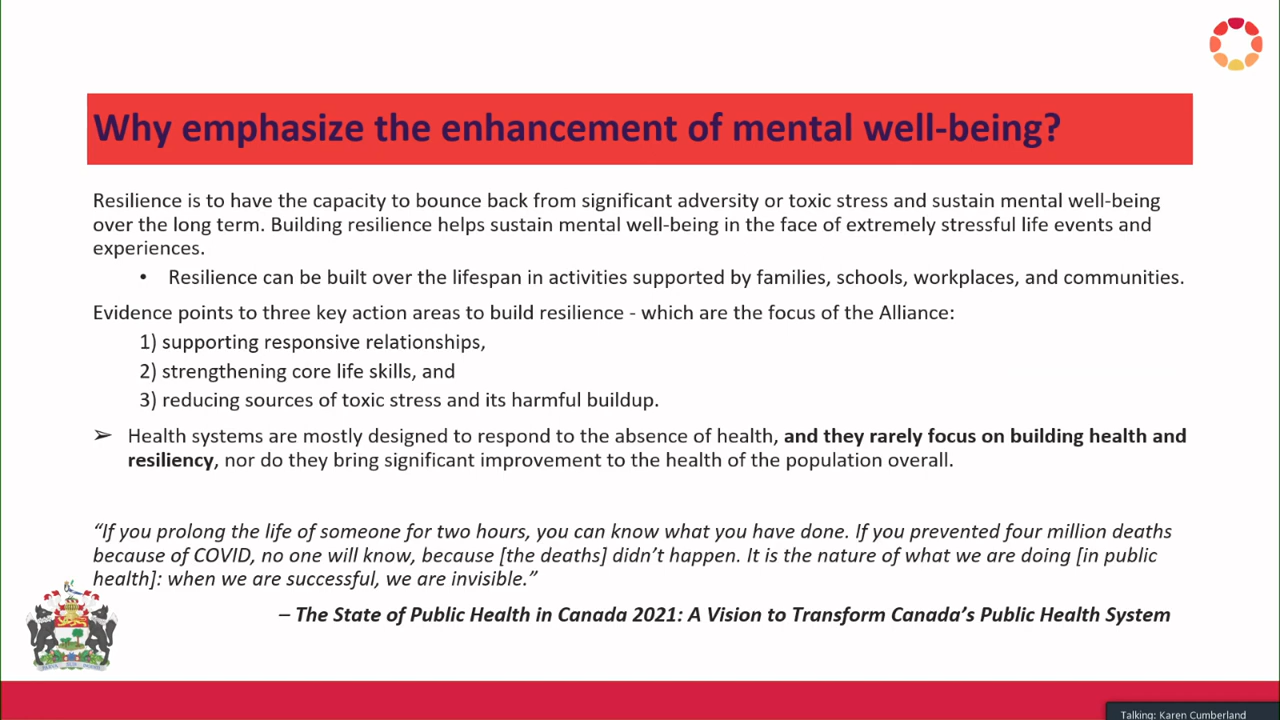 Why emphasize the enhancement of mental well-being?
Resilience is to have the capacity to bounce back from significant adversity or toxic stress and sustain mental well-being
over the long term. Building resilience helps sustain mental well-being in the face of extremely stressful life events and
experiences.
• Resilience can be built over the lifespan in activities supported by families, schools, workplaces, and communities.
Evidence points to three key action areas to build resilience - which are the focus of the Alliance:
1) supporting responsive relationships,
2) strengthening core life skills, and
3) reducing sources of toxic stress and its harmful buildup.
➢ Health systems are mostly designed to respond to the absence of health, and they rarely focus on building health and
resiliency, nor do they bring significant improvement to the health of the population overall.
“If you prolong the life of someone for two hours, you can know what you have done. If you prevented four million deaths
because of COVID, no one will know, because [the deaths] didn’t happen. It is the nature of what we are doing [in public
health]: when we are successful, we are invisible.”
– The State of Public Health in Canada 2021: A Vision to Transform Canada’s Public Health System
Talking: Karen Cumberland